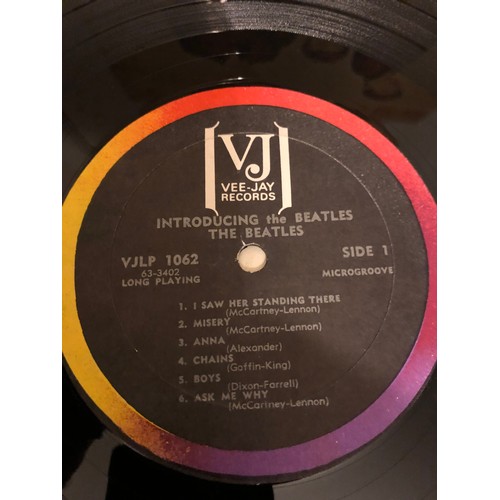 VJ
VEE-JAY
RECORDS
INTRODUCING the BEATLES
THE BEATLES
VJLP 1062
SIDE 1
63-3402
LONG PLAYING
MICROGROOVE
1. I SAW HER STANDING THERE
(McCartney-Lennon)
2. MISERY
(McCartney-Lennon)
3. ANNA
(Alexander)
4. CHAINS
(Goffin-King)
5. BOYS
(Dixon-Farrell)
6. ASK ME WHY
(McCartney-Lennon)